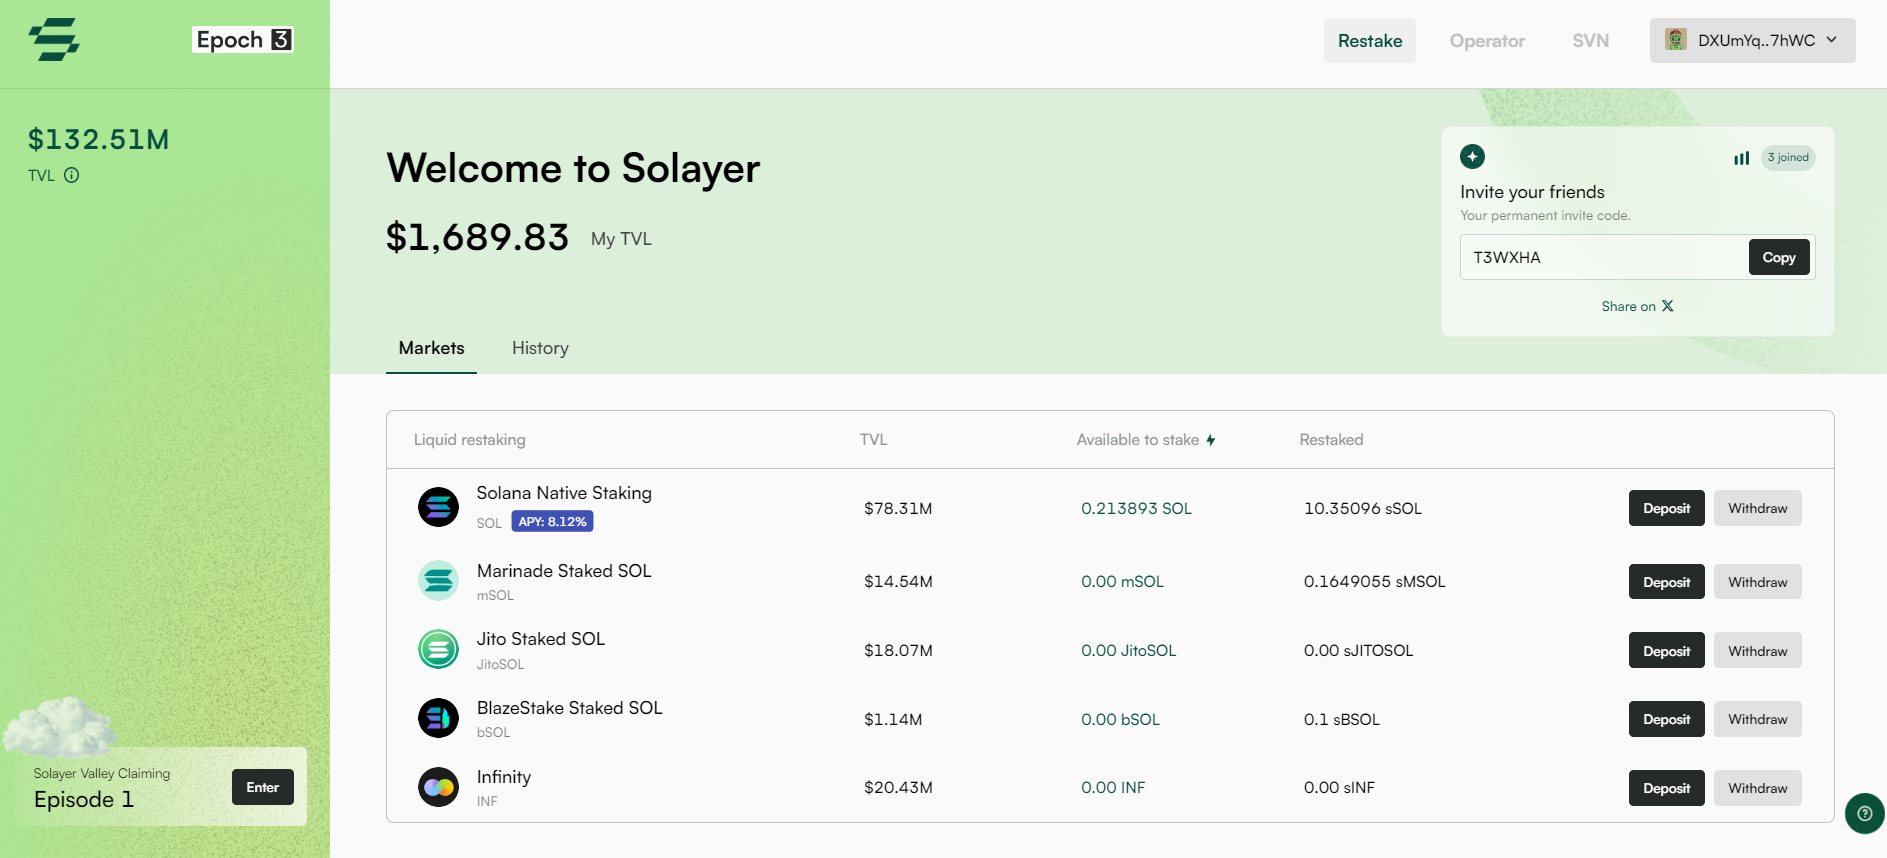 Epoch 3
Restake
Operator
SVN
DXUmYq..7hWC
$132.51M
TVL
Welcome to Solayer
$1,689.83 My TVL
3 joined
Invite your friends
Your permanent invite code.
T3WXHA
Copy
Share on X
Markets
History
Liquid restaking TVL Available to stake Restaked
Solana Native Staking
SOL APY: 8.12%
$78.31M 0.213893 SOL 10.35096 sSOL Deposit Withdraw
Marinade Staked SOL
mSOL
$14.54M 0.00 mSOL 0.1649055 sMSOL Deposit Withdraw
Jito Staked SOL
JitoSOL
$18.07M 0.00 JitoSOL 0.00 sJITOSOL Deposit Withdraw
BlazeStake Staked SOL
bSOL
$1.14M 0.00 bSOL 0.1 sBSOL Deposit Withdraw
Infinity
INF
$20.43M 0.00 INF 0.00 sINF Deposit Withdraw
Solayer Valley Claiming
Episode 1
Enter